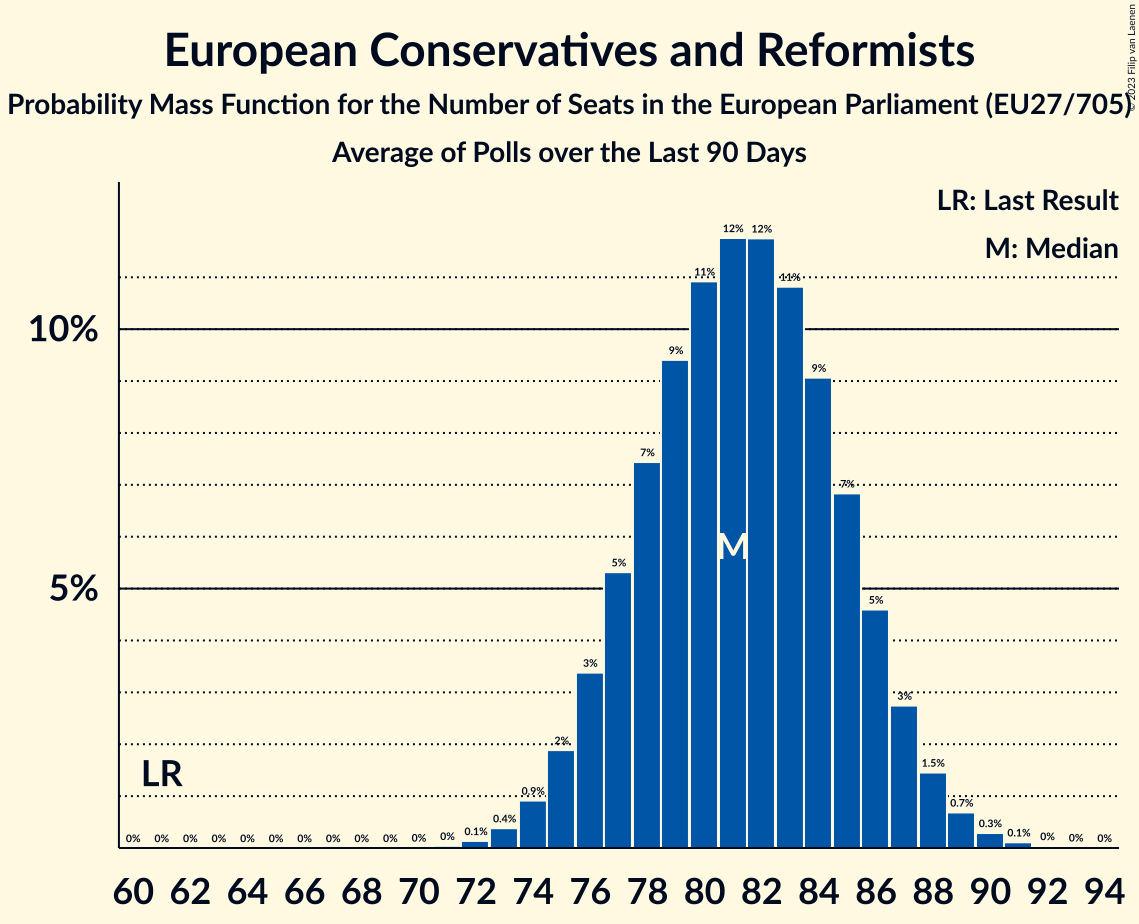 European Conservatives and Reformists
Probability Mass Function for the Number of Seats in the European Parliament (EU27/705)
Average of Polls over the Last 90 Days
© 2023 Filip van Laenen
LR: Last Result
M: Median
10%
5%
0% 0% 0% 0% 0% 0% 0% 0% 0% 0% 0% 0% 0.1% 0.4% 0.9% 2% 3% 5% 7% 9% 11% 12% 12% 11% 9% 7% 5% 3% 1.5% 0.7% 0.3% 0.1% 0% 0% 0%
M
LR
60 62 64 66 68 70 72 74 76 78 80 82 84 86 88 90 92 94